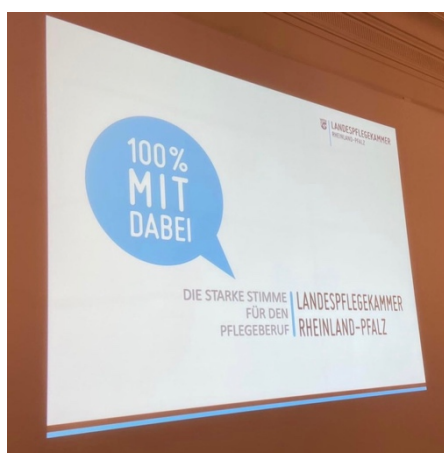 LANDESPFLEGEKAMMER
RHEINLAND-PFALZ
100%
MIT
DABEI
DIE STARKE STIMME
FÜR DEN
PFLEGEBERUF
LANDESPFLEGEKAMMER
RHEINLAND-PFALZ